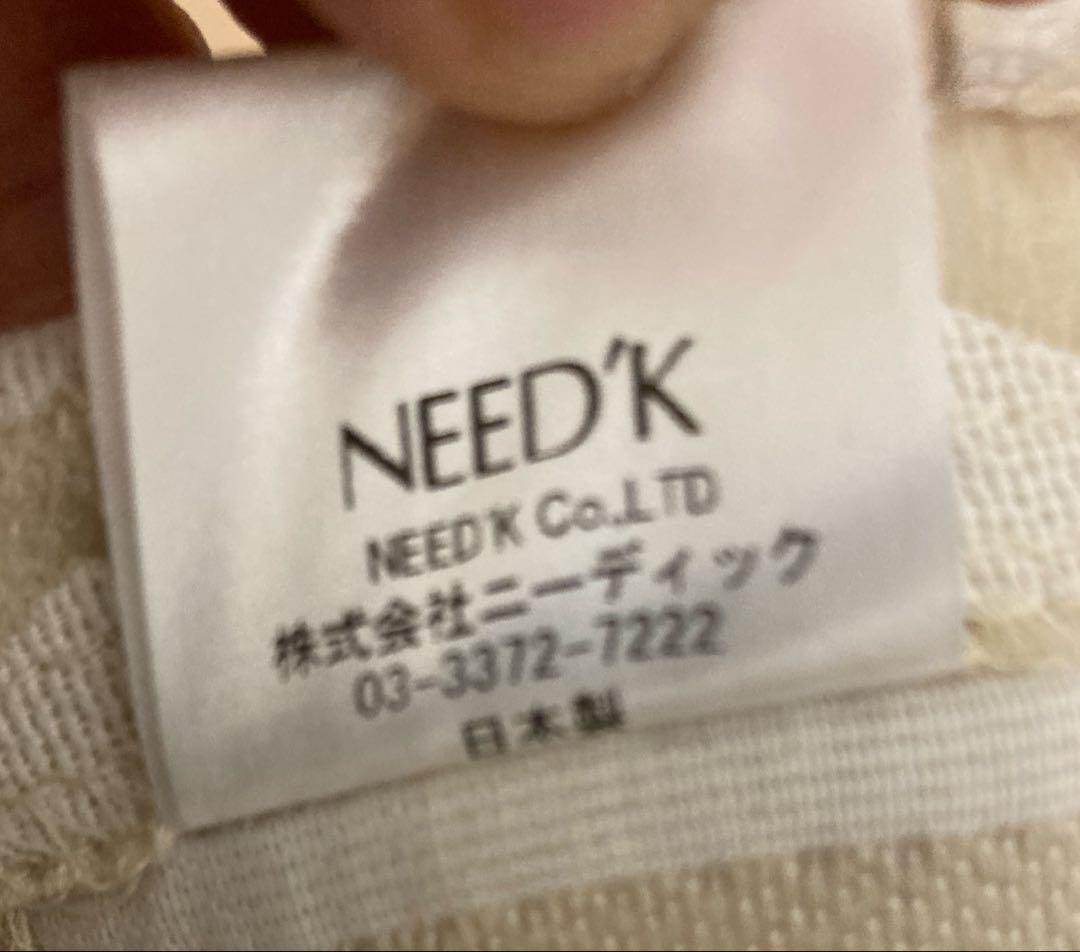 NEED'K
NEED'K Co.,LTD
株式会社ニーディック
03-3372-7222
日本製